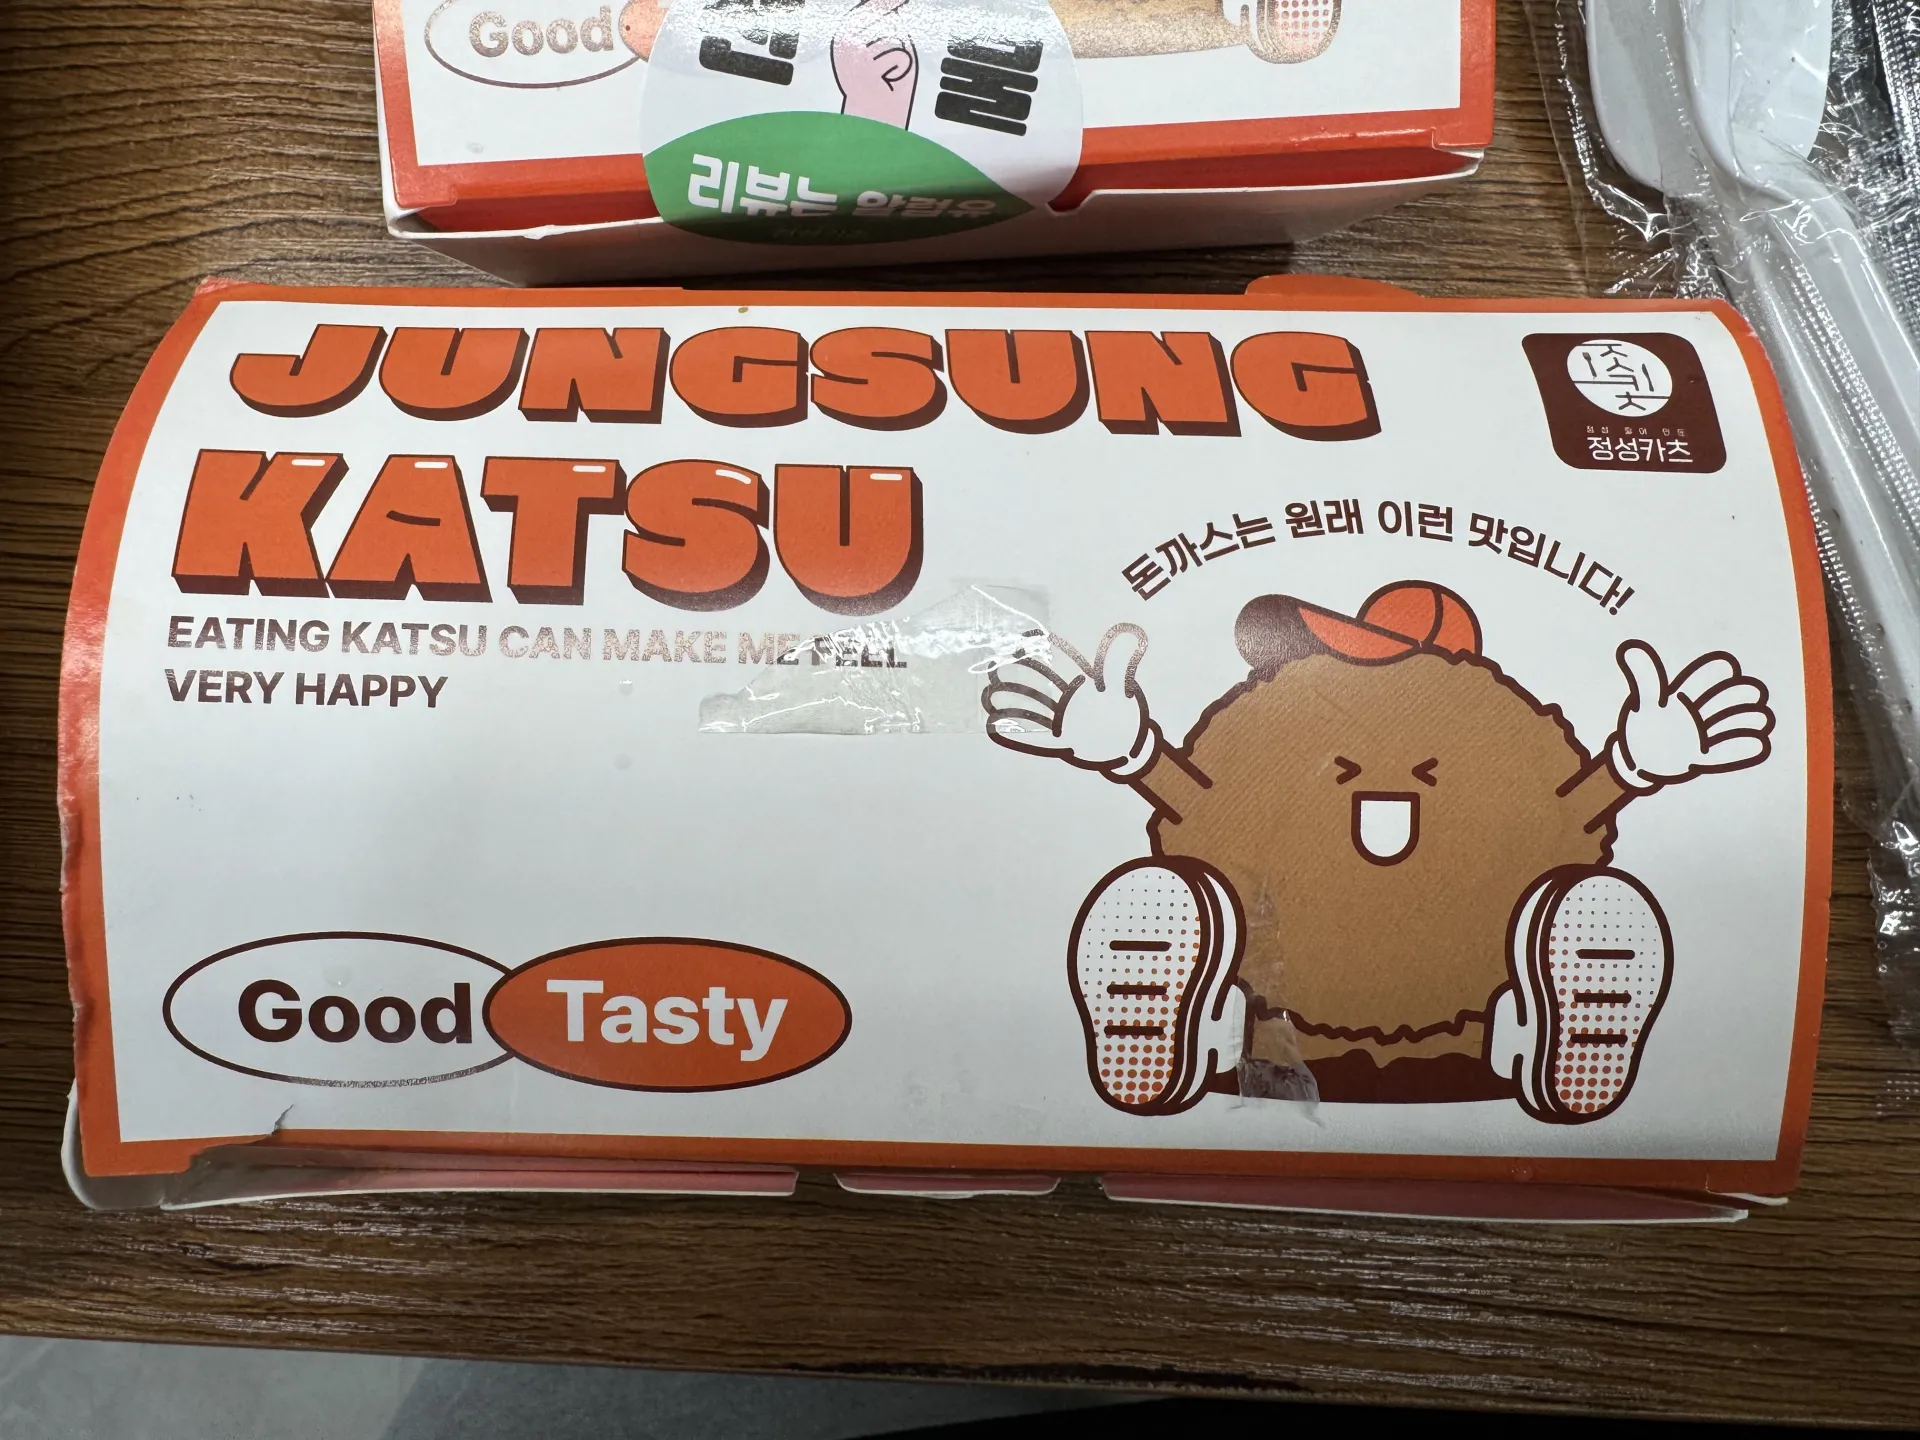 Good
리뷰는 알럽유
JUNGSUNG
KATSU
EATING KATSU CAN MAKE ME FEEL
VERY HAPPY
정성카츠
돈까스는 원래 이런 맛입니다!
Good Tasty